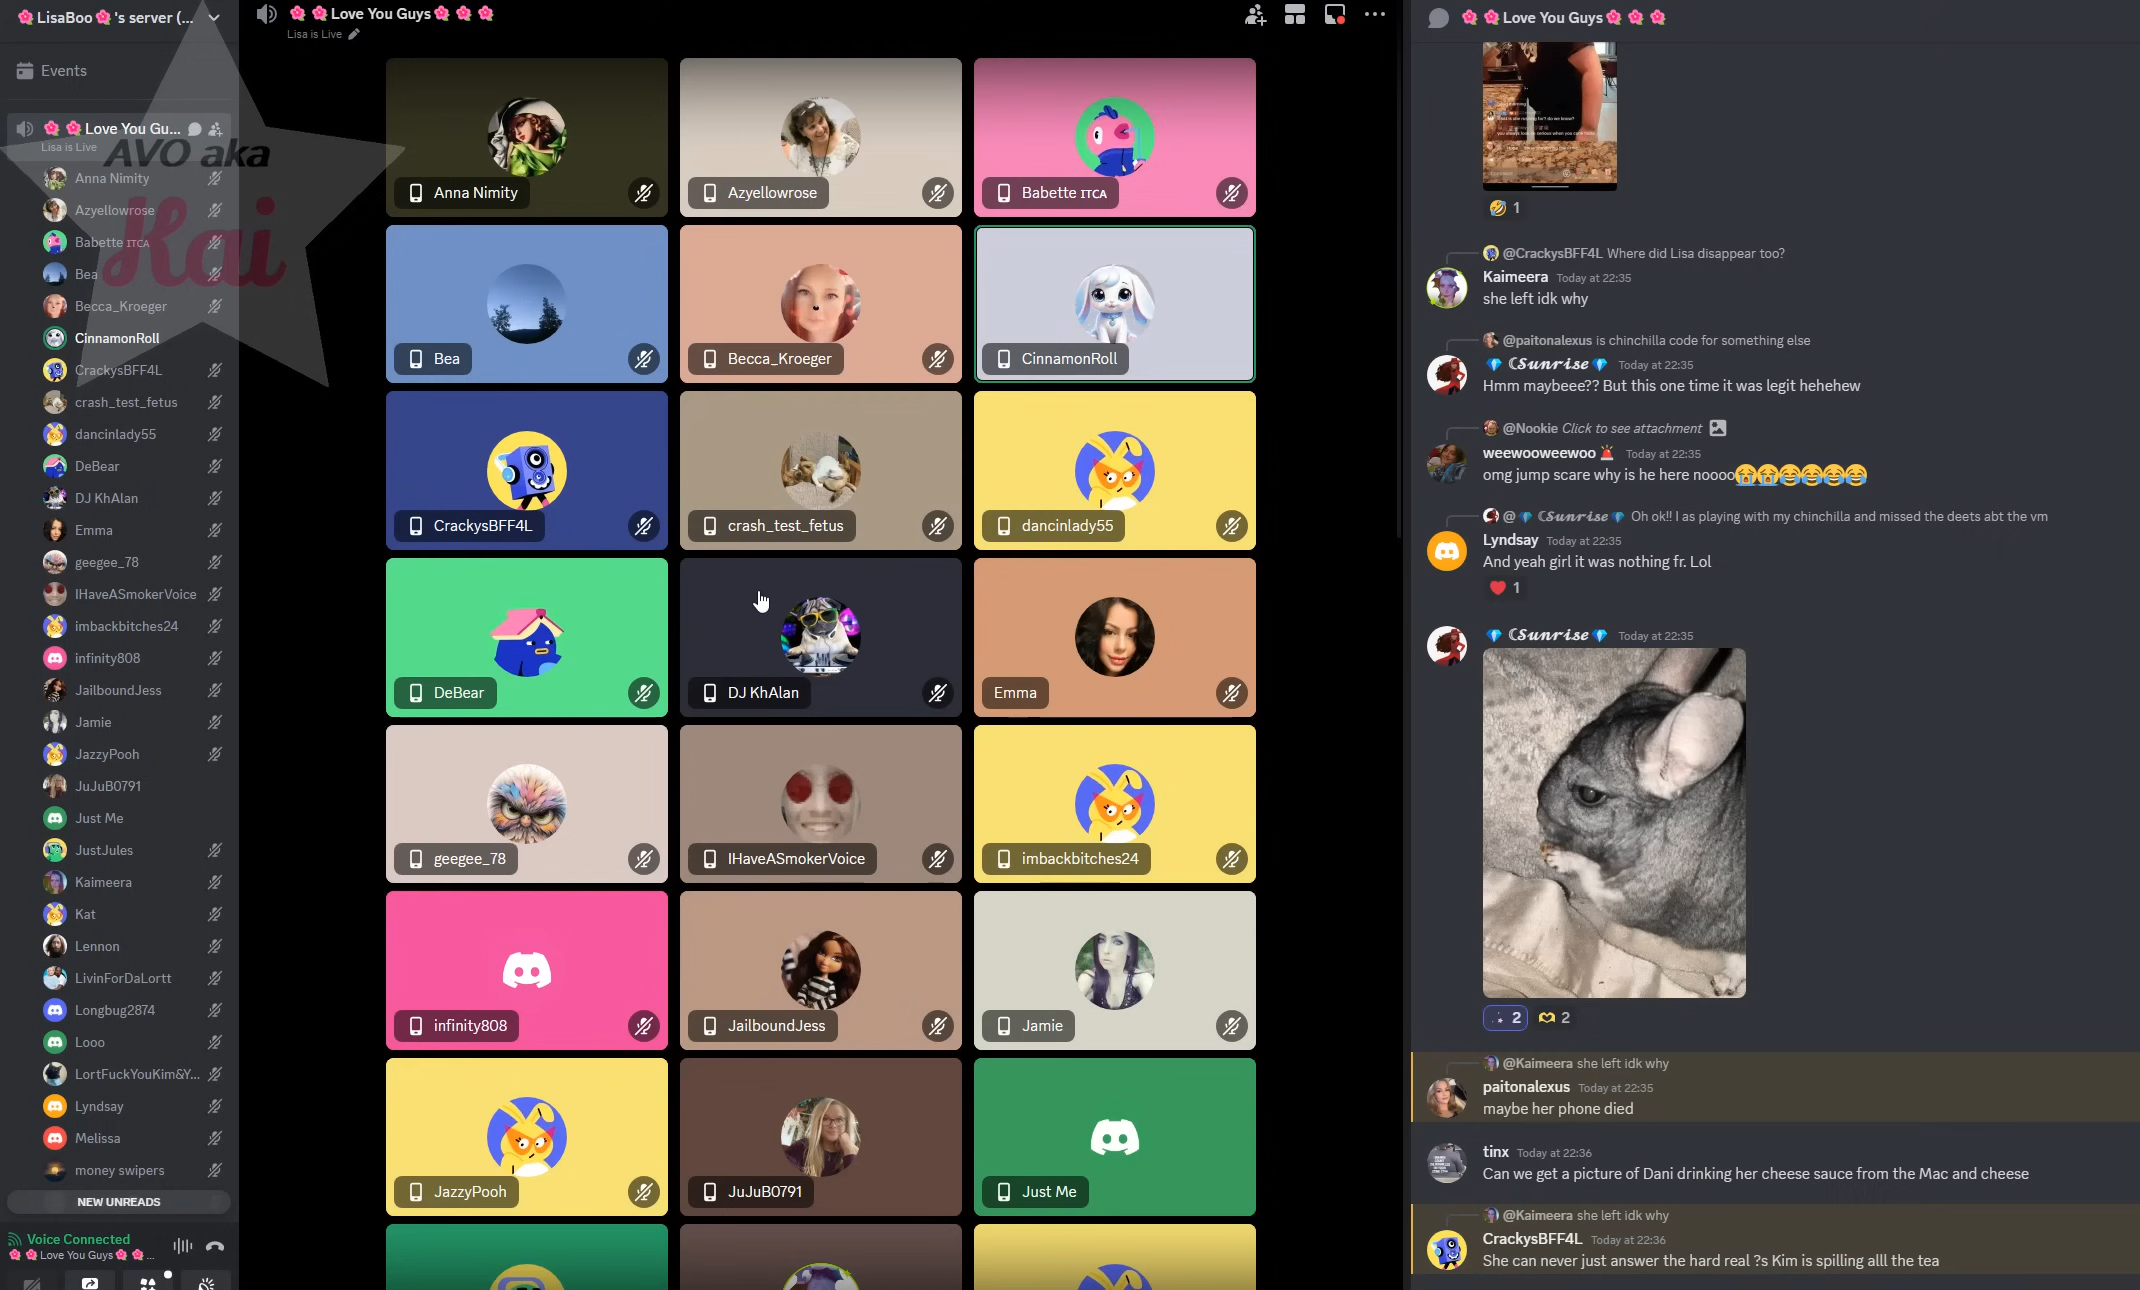 🌺LisaBoo🌺's server (...
Events
🌺 🌺Love You Gu...
Lisa is Live
AVO aka
Kai
Anna Nimity
Azyellowrose
Babette ITCA
Bea
Becca_Kroeger
CinnamonRoll
CrackysBFF4L
crash_test_fetus
dancinlady55
DeBear
DJ KhAlan
Emma
geegee_78
IHaveASmokerVoice
imbackbitches24
infinity808
JailboundJess
Jamie
JazzyPooh
JuJuB0791
Just Me
JustJules
Kaimeera
Kat
Lennon
LivinForDaLortt
Longbug2874
Looo
LortFuckYouKim&Y...
Lyndsay
Melissa
money swipers
NEW UNREADS
Voice Connected
🌺 🌺Love You Guys🌺 🌺 ...
🌺 🌺Love You Guys🌺 🌺 🌺
Lisa is Live
Anna Nimity
Azyellowrose
Babette ITCA
Bea
Becca_Kroeger
CinnamonRoll
CrackysBFF4L
crash_test_fetus
dancinlady55
DeBear
DJ KhAlan
Emma
geegee_78
IHaveASmokerVoice
imbackbitches24
infinity808
JailboundJess
Jamie
JazzyPooh
JuJuB0791
Just Me
🌺 🌺Love You Guys🌺 🌺 🌺
🤣 1
@CrackysBFF4L Where did Lisa disappear too?
Kaimeera Today at 22:35
she left idk why
@paitonalexus is chinchilla code for something else
💎 ☾𝓢𝓾𝓷𝓻𝓲𝓼𝓮💎 Today at 22:35
Hmm maybeee?? But this one time it was legit hehehew
@Nookie Click to see attachment
weewooweewoo🚨 Today at 22:35
omg jump scare why is he here noooo😭😭😂😂😂😂
@💎 ☾𝓢𝓾𝓷𝓻𝓲𝓼𝓮💎 Oh ok!! I as playing with my chinchilla and missed the deets abt the vm
Lyndsay Today at 22:35
And yeah girl it was nothing fr. Lol
❤️ 1
💎 ☾𝓢𝓾𝓷𝓻𝓲𝓼𝓮💎 Today at 22:35
2 2
@Kaimeera she left idk why
paitonalexus Today at 22:35
maybe her phone died
tinx Today at 22:36
Can we get a picture of Dani drinking her cheese sauce from the Mac and cheese
@Kaimeera she left idk why
CrackysBFF4L Today at 22:36
She can never just answer the hard real ?s Kim is spilling alll the tea